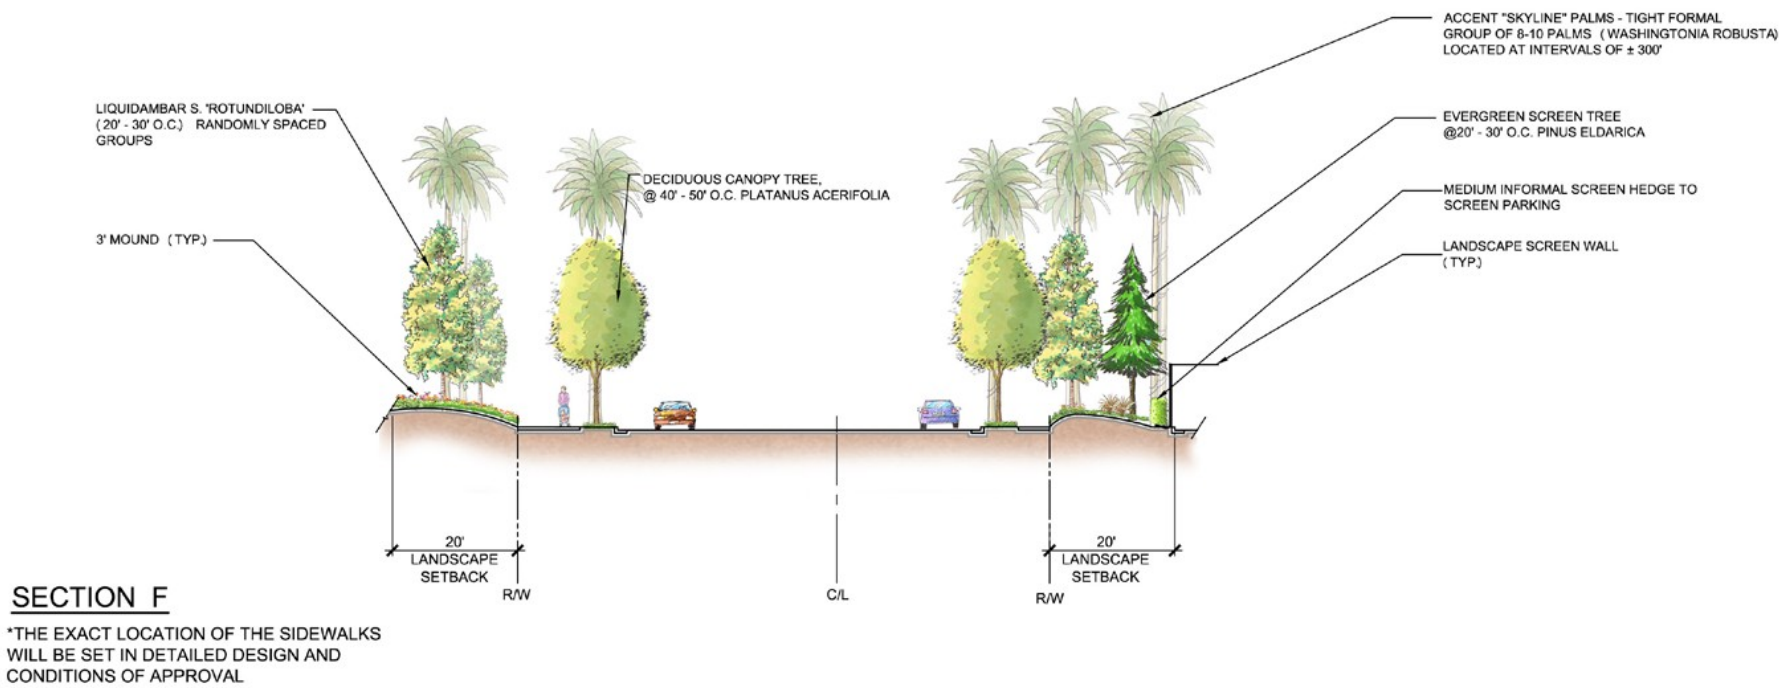 ACCENT "SKYLINE" PALMS - TIGHT FORMAL
GROUP OF 8-10 PALMS (WASHINGTONIA ROBUSTA)
LOCATED AT INTERVALS OF ± 300'
LIQUIDAMBAR S. 'ROTUNDILOBA'
(20' - 30' O.C.) RANDOMLY SPACED
GROUPS
EVERGREEN SCREEN TREE
@20' - 30' O.C. PINUS ELDARICA
DECIDUOUS CANOPY TREE,
@ 40' - 50' O.C. PLATANUS ACERIFOLIA
MEDIUM INFORMAL SCREEN HEDGE TO
SCREEN PARKING
3' MOUND (TYP.)
LANDSCAPE SCREEN WALL
(TYP.)
20'
LANDSCAPE
SETBACK
20'
LANDSCAPE
SETBACK
R/W
C/L
R/W
SECTION F
*THE EXACT LOCATION OF THE SIDEWALKS
WILL BE SET IN DETAILED DESIGN AND
CONDITIONS OF APPROVAL